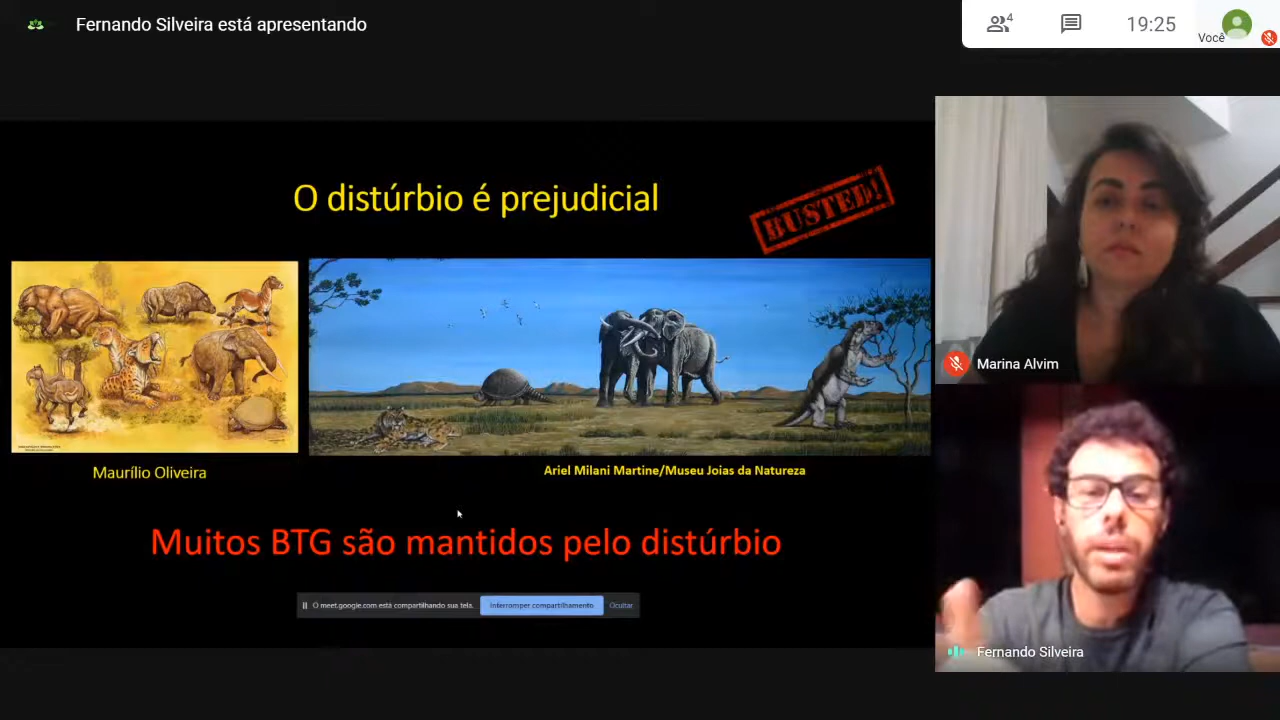 Fernando Silveira está apresentando
4
19:25
Você
O distúrbio é prejudicial
BUSTED!
Maurílio Oliveira
Ariel Milani Martine/Museu Joias da Natureza
Muitos BTG são mantidos pelo distúrbio
O meet.google.com está compartilhando sua tela.
Interromper compartilhamento
Ocultar
Marina Alvim
Fernando Silveira